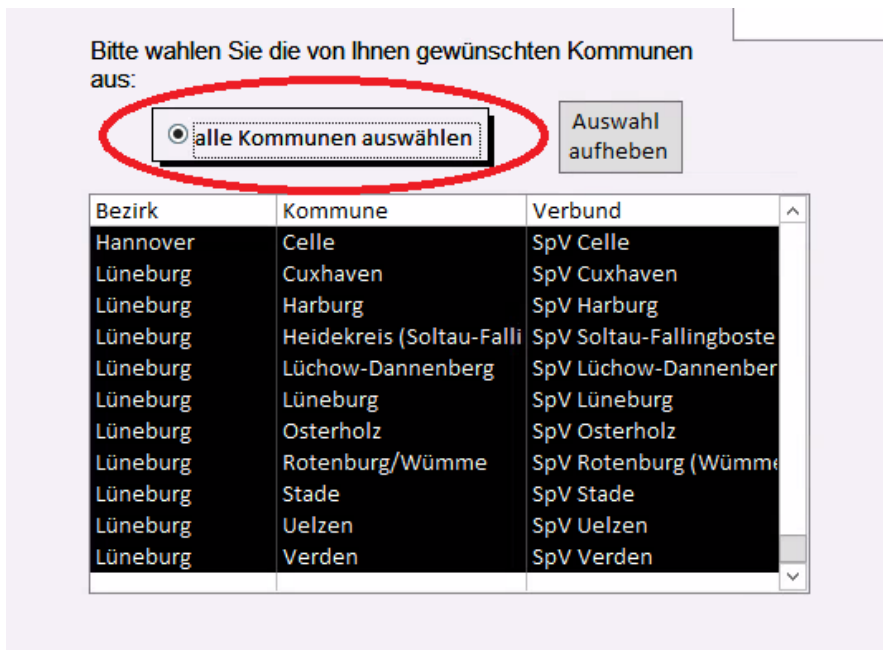 Bitte wahlen Sie die von Ihnen gewünschten Kommunen
aus:
alle Kommunen auswählen
Auswahl
aufheben
Bezirk Kommune Verbund
Hannover Celle SpV Celle
Lüneburg Cuxhaven SpV Cuxhaven
Lüneburg Harburg SpV Harburg
Lüneburg Heidekreis (Soltau-Falli SpV Soltau-Fallingboste
Lüneburg Lüchow-Dannenberg SpV Lüchow-Dannenber
Lüneburg Lüneburg SpV Lüneburg
Lüneburg Osterholz SpV Osterholz
Lüneburg Rotenburg/Wümme SpV Rotenburg (Wümme
Lüneburg Stade SpV Stade
Lüneburg Uelzen SpV Uelzen
Lüneburg Verden SpV Verden